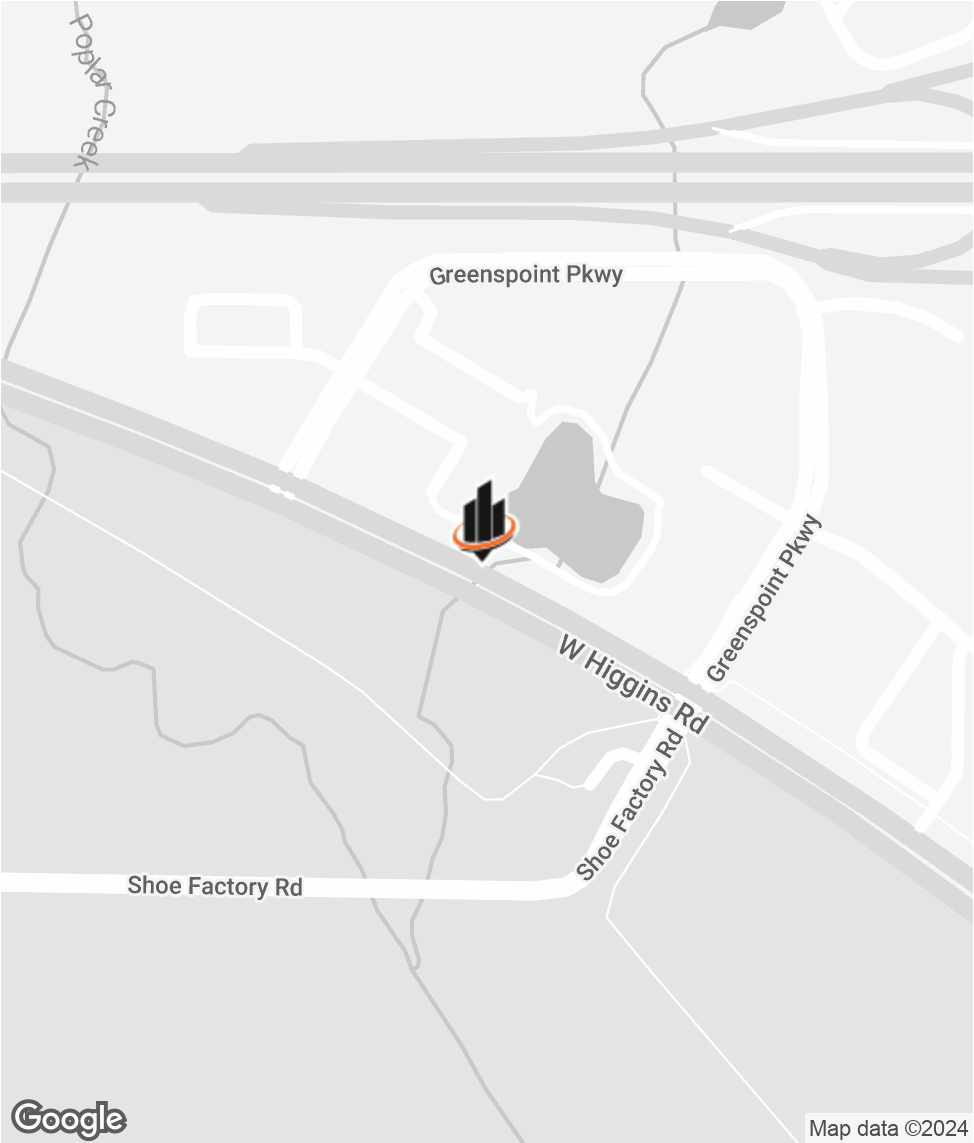 Poplar Creek
Greenspoint Pkwy
Greenspoint Pkwy
W Higgins Rd
Shoe Factory Rd
Shoe Factory Rd
Google
Map data ©2024